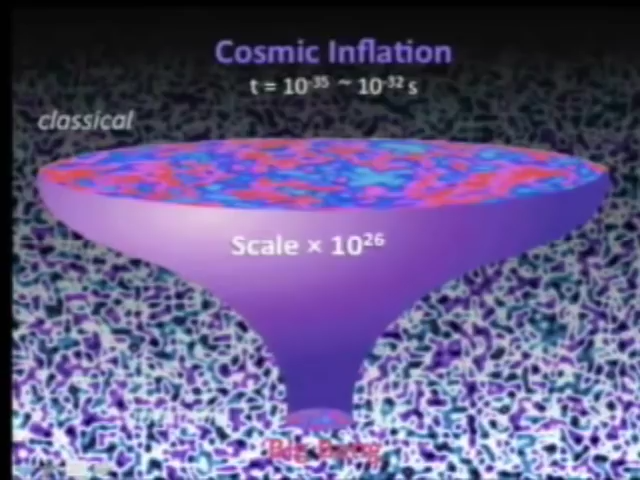 Cosmic Inflation
t = 10⁻³⁵ ~ 10⁻³² s
classical
Scale × 10²⁶